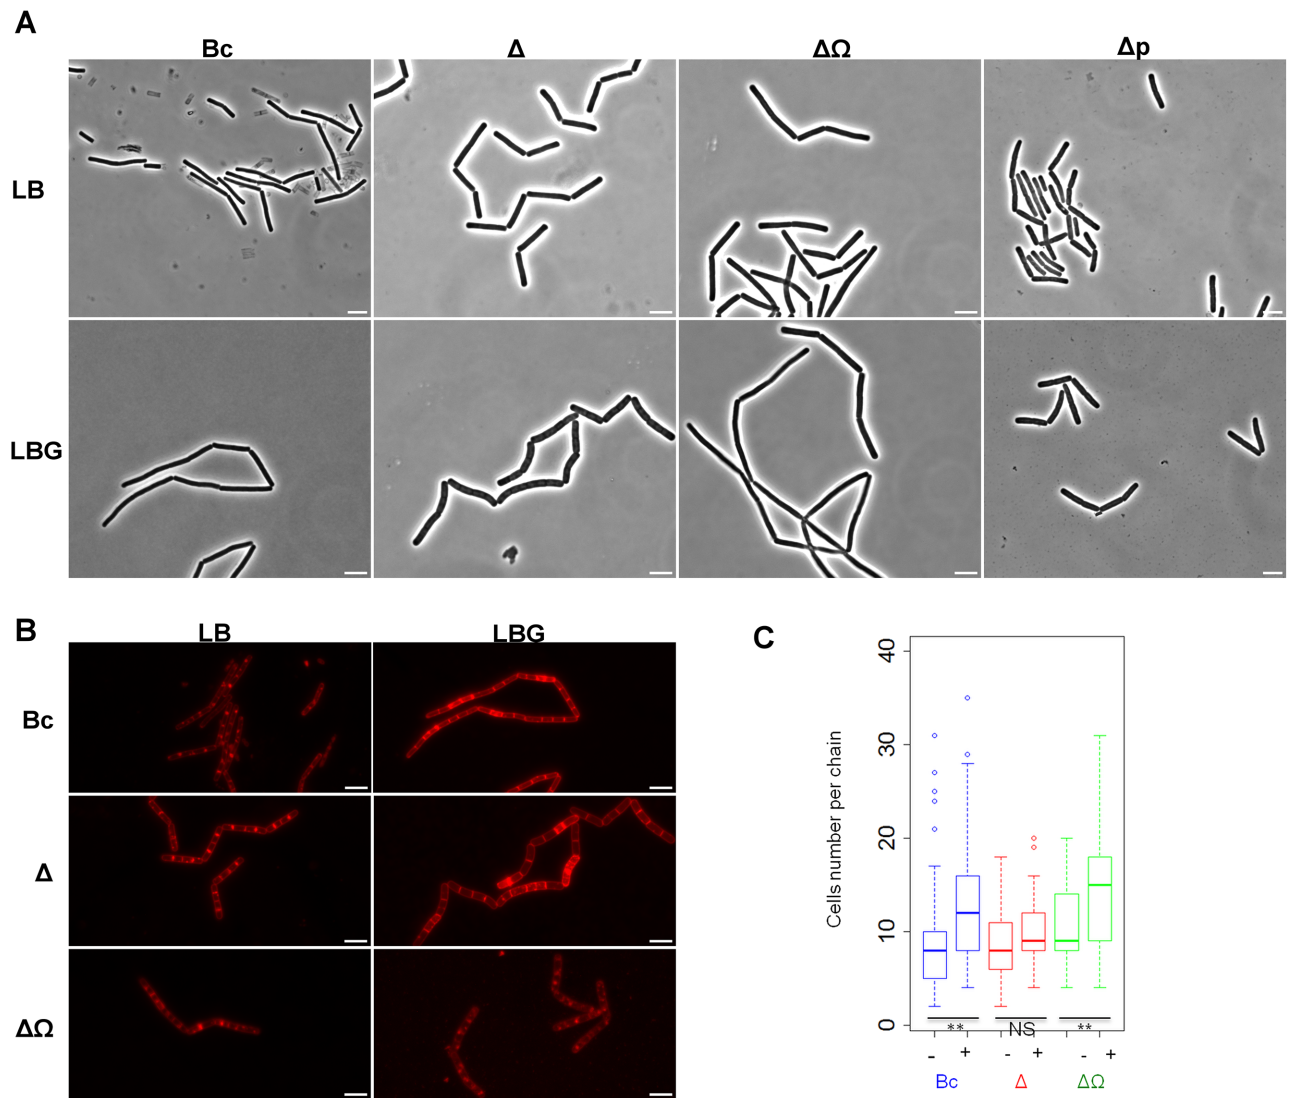 A
Bc Δ ΔΩ Δp
LB
LBG
B
LB LBG
Bc
Δ
ΔΩ
C
Cells number per chain
40
30
20
10
0
** NS **
- + - + - +
Bc Δ ΔΩ